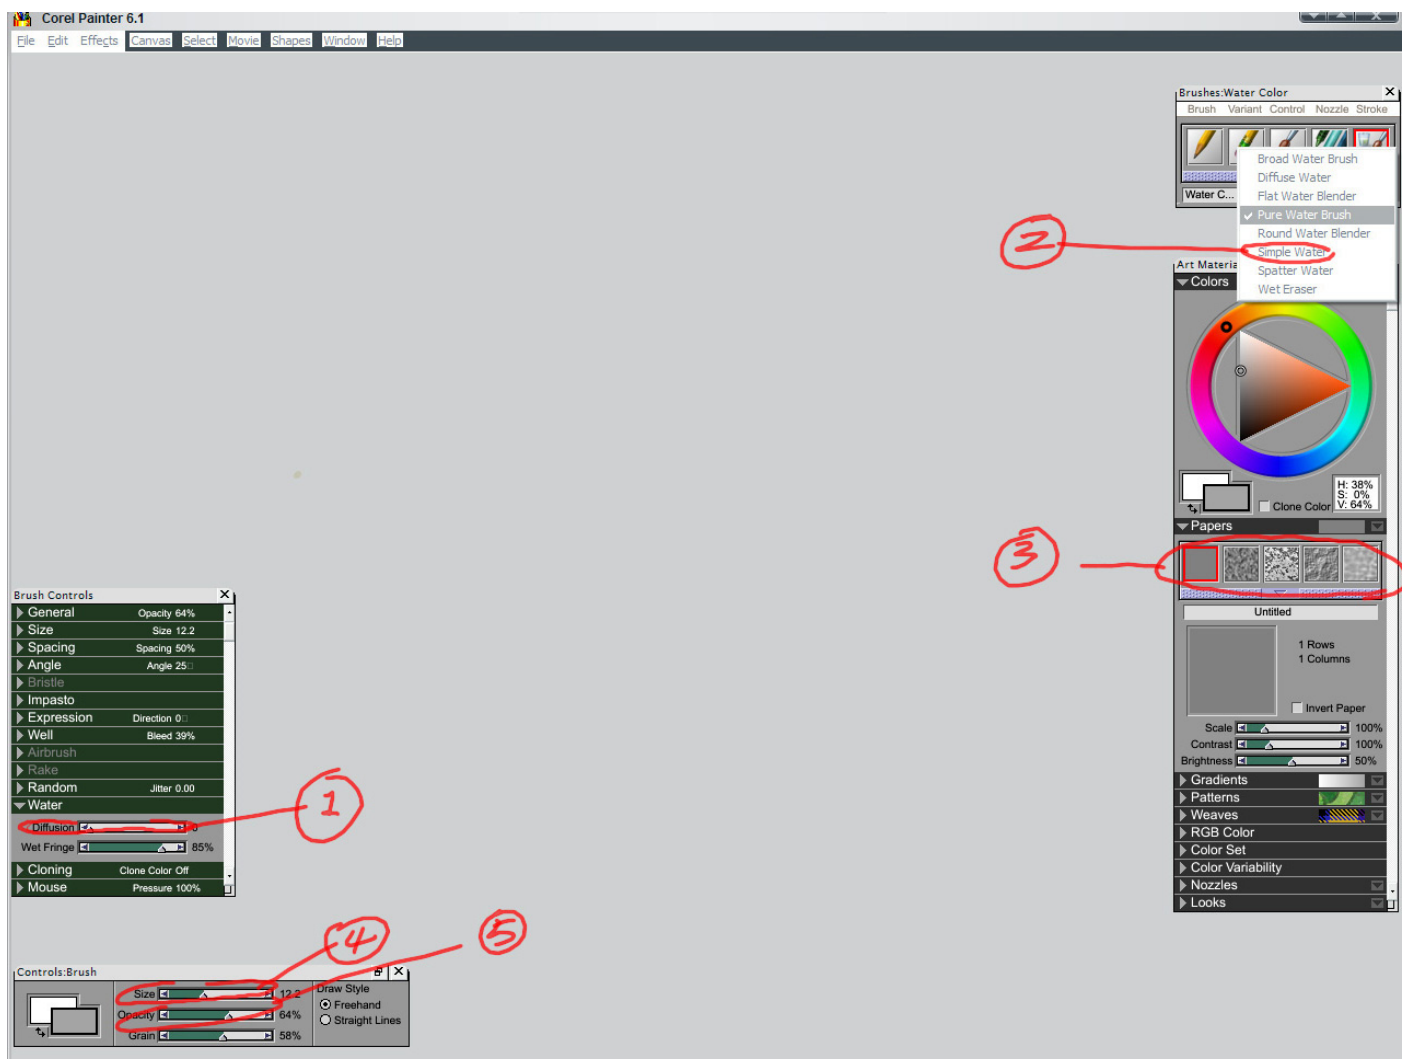 Corel Painter 6.1
File Edit Effects Canvas Select Movie Shapes Window Help
Brushes:Water Color
Brush Variant Control Nozzle Stroke
Broad Water Brush
Diffuse Water
Water C...
Flat Water Blender
Pure Water Brush
Round Water Blender
Simple Water
Spatter Water
Wet Eraser
2
Art Materia
Colors
H: 38%
S: 0%
V: 64%
Clone Color
Papers
3
Untitled
1 Rows
1 Columns
Invert Paper
Scale 100%
Contrast 100%
Brightness 50%
Gradients
Patterns
Weaves
RGB Color
Color Set
Color Variability
Nozzles
Looks
Brush Controls
General Opacity 64%
Size Size 12.2
Spacing Spacing 50%
Angle Angle 25
Bristle
Impasto
Expression Direction 0
Well Bleed 39%
Airbrush
Rake
Random Jitter 0.00
Water
1
Diffusion 0
Wet Fringe 85%
Cloning Clone Color Off
Mouse Pressure 100%
4
5
Controls:Brush
Size 12.2
Opacity 64%
Grain 58%
Draw Style
Freehand
Straight Lines